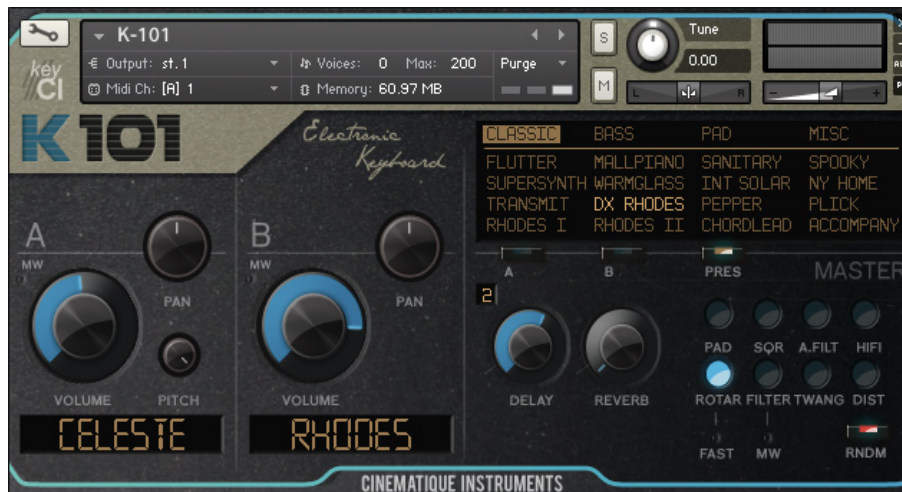 K-101
S
Tune
Output: st.1
Voices: 0 Max: 200
Purge
0.00
Midi Ch: [A] 1
Memory: 60.97 MB
M
L R
- +
key
CI
K101
Electronic
Keyboard
CLASSIC BASS PAD MISC
FLUTTER MALLPIANO SANITARY SPOOKY
SUPERSYNTH WARMGLASS INT SOLAR NY HOME
TRANSMIT DX RHODES PEPPER PLICK
RHODES I RHODES II CHORDLEAD ACCOMPANY
A
B
MW
MW
PAN
PAN
A B PRES MASTER
2
PAD SQR A.FILT HIFI
VOLUME PITCH
VOLUME
DELAY REVERB
ROTAR FILTER TWANG DIST
FAST MW RNDM
CELESTE
RHODES
CINEMATIQUE INSTRUMENTS